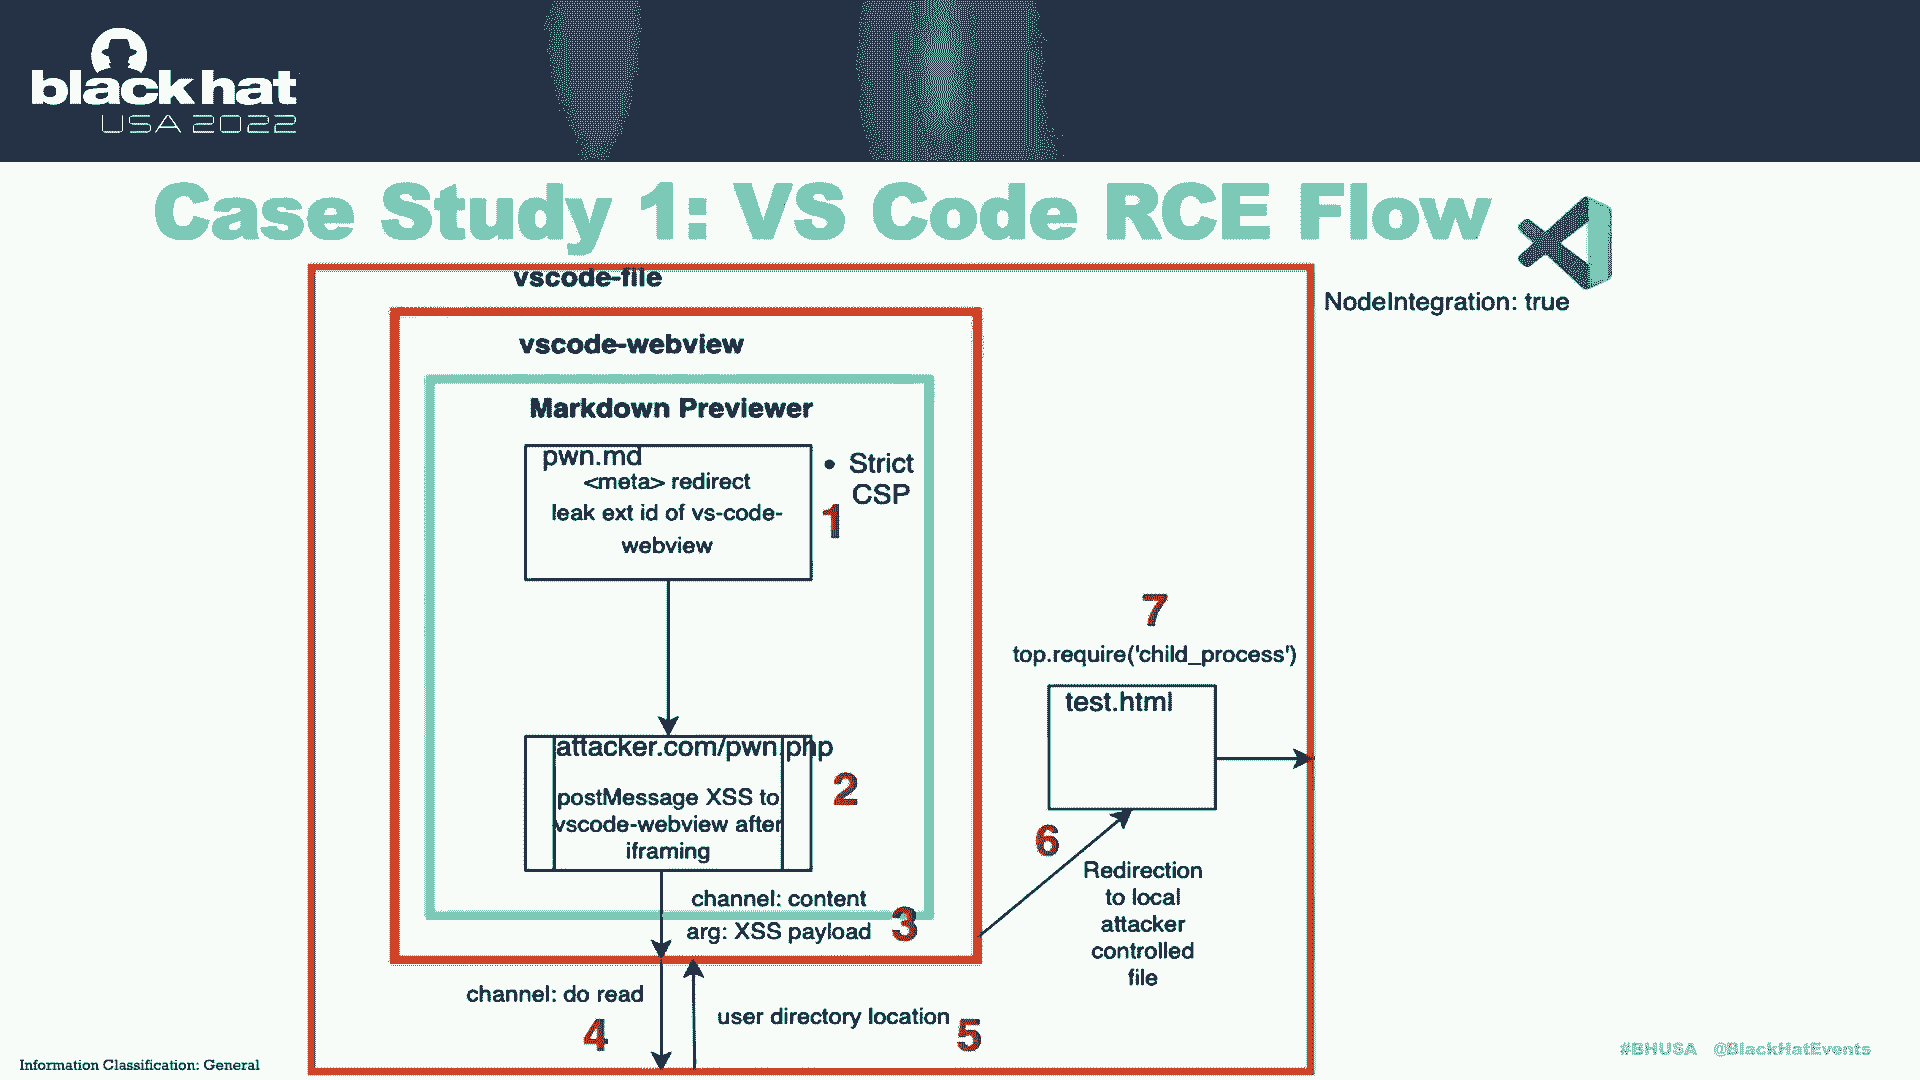 black hat
USA 2022
Case Study 1: VS Code RCE Flow
vscode-file
NodeIntegration: true
vscode-webview
Markdown Previewer
pwn.md
<meta> redirect
leak ext id of vs-code-
webview
• Strict
CSP
1
attacker.com/pwn.php
postMessage XSS to
vscode-webview after
iframing
2
channel: content
arg: XSS payload
3
channel: do read
4
user directory location
5
6
Redirection
to local
attacker
controlled
file
7
top.require('child_process')
test.html
Information Classification: General
#BHUSA @BlackHatEvents